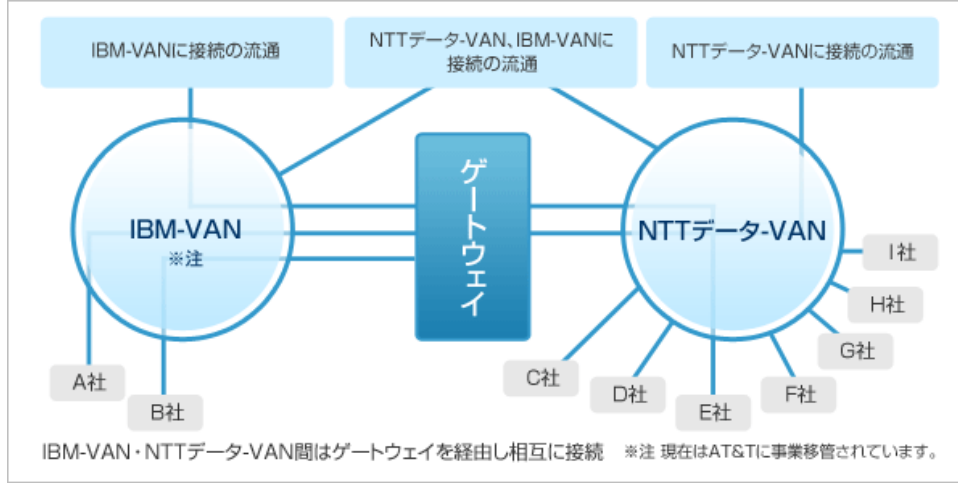 IBM-VANに接続の流通
NTTデータ-VAN、IBM-VANに
接続の流通
NTTデータ-VANに接続の流通
ゲートウェイ
IBM-VAN
※注
NTTデータ-VAN
I社
H社
G社
F社
E社
D社
C社
A社
B社
IBM-VAN・NTTデータ-VAN間はゲートウェイを経由し相互に接続
※注 現在はAT&Tに事業移管されています。